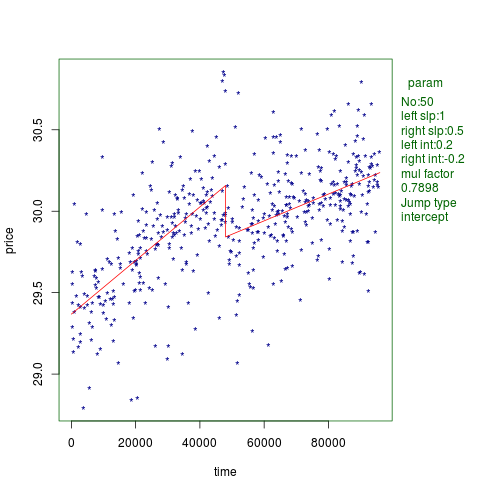 param
No:50
left slp:1
right slp:0.5
left int:0.2
right int:-0.2
mul factor
0.7898
Jump type
intercept
price
30.5
30.0
29.5
29.0
0 20000 40000 60000 80000
time